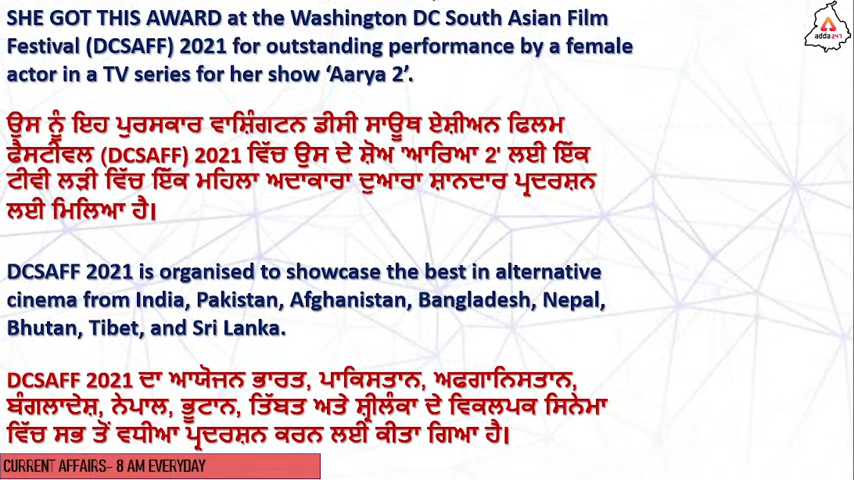 SHE GOT THIS AWARD at the Washington DC South Asian Film
Festival (DCSAFF) 2021 for outstanding performance by a female
actor in a TV series for her show ‘Aarya 2’.
ਉਸ ਨੂੰ ਇਹ ਪੁਰਸਕਾਰ ਵਾਸ਼ਿੰਗਟਨ ਡੀਸੀ ਸਾਊਥ ਏਸ਼ੀਅਨ ਫਿਲਮ
ਫੈਸਟੀਵਲ (DCSAFF) 2021 ਵਿੱਚ ਉਸ ਦੇ ਸ਼ੋਅ 'ਆਰਿਆ 2' ਲਈ ਇੱਕ
ਟੀਵੀ ਲੜੀ ਵਿੱਚ ਇੱਕ ਮਹਿਲਾ ਅਦਾਕਾਰਾ ਦੁਆਰਾ ਸ਼ਾਨਦਾਰ ਪ੍ਰਦਰਸ਼ਨ
ਲਈ ਮਿਲਿਆ ਹੈ।
DCSAFF 2021 is organised to showcase the best in alternative
cinema from India, Pakistan, Afghanistan, Bangladesh, Nepal,
Bhutan, Tibet, and Sri Lanka.
DCSAFF 2021 ਦਾ ਆਯੋਜਨ ਭਾਰਤ, ਪਾਕਿਸਤਾਨ, ਅਫਗਾਨਿਸਤਾਨ,
ਬੰਗਲਾਦੇਸ਼, ਨੇਪਾਲ, ਭੂਟਾਨ, ਤਿੱਬਤ ਅਤੇ ਸ਼੍ਰੀਲੰਕਾ ਦੇ ਵਿਕਲਪਕ ਸਿਨੇਮਾ
ਵਿੱਚ ਸਭ ਤੋਂ ਵਧੀਆ ਪ੍ਰਦਰਸ਼ਨ ਕਰਨ ਲਈ ਕੀਤਾ ਗਿਆ ਹੈ।
CURRENT AFFAIRS- 8 AM EVERYDAY
adda247